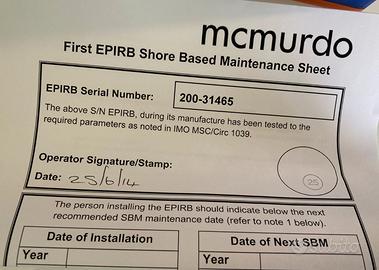 mcmurdo
First EPIRB Shore Based Maintenance Sheet
EPIRB Serial Number:
200-31465
The above S/N EPIRB, during its manufacture has been tested to the
required parameters as noted in IMO MSC/Circ 1039.
Operator Signature/Stamp:
25
Date: 25/6/14
The person installing the EPIRB should indicate below the next
recommended SBM maintenance date (refer to note 1 below).
Date of Installation
Date of Next SBM
Year
Year
subito